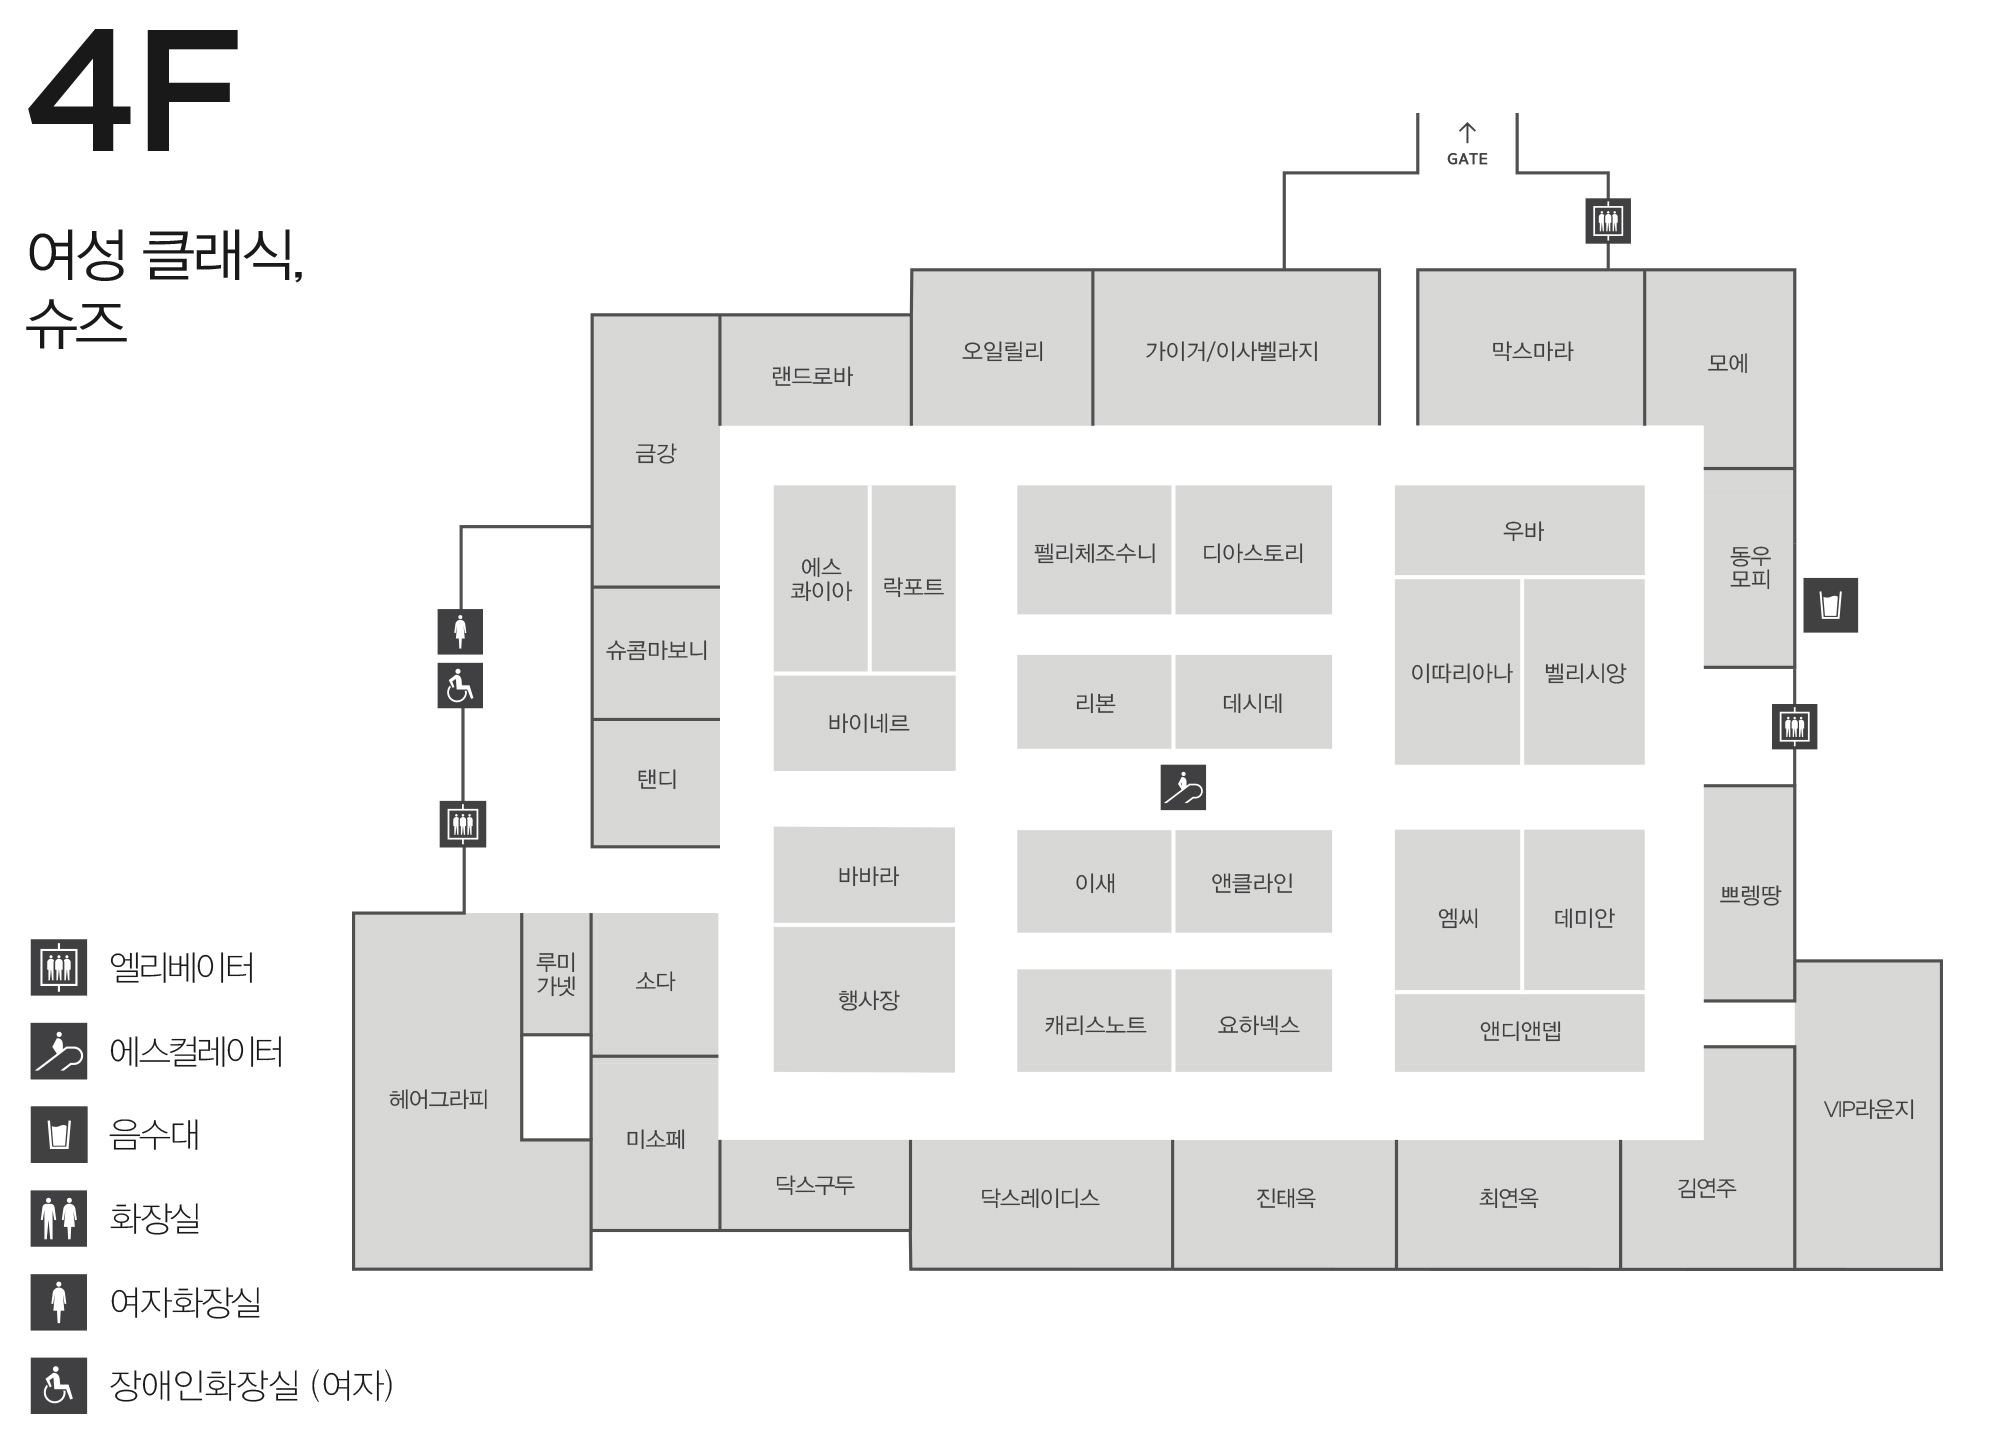 4F
여성 클래식,
슈즈
GATE
오일릴리
가이거/이사벨라지
막스마라
모에
랜드로바
금강
에스
콰이아
락포트
펠리체조수니
디아스토리
우바
동우
모피
슈콤마보니
리본
데시데
이따리아나
벨리시앙
바이네르
탠디
바바라
이새
앤클라인
엠씨
데미안
쁘렝땅
루미
가넷
소다
행사장
캐리스노트
요하넥스
앤디앤뎁
헤어그라피
미소페
VIP라운지
닥스구두
닥스레이디스
진태옥
최연옥
김연주
엘리베이터
에스컬레이터
음수대
화장실
여자화장실
장애인화장실 (여자)